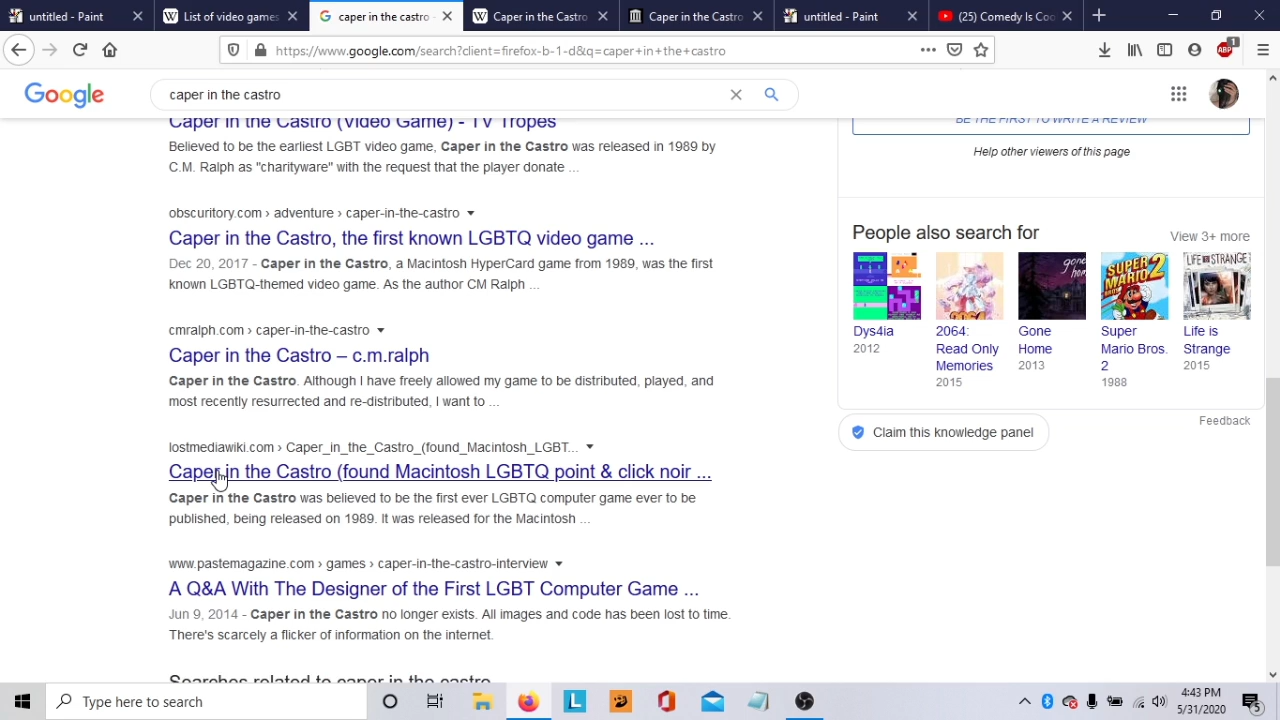 untitled - Paint
List of video games
caper in the castro -
Caper in the Castro
Caper in the Castro
untitled - Paint
(25) Comedy Is Coo
https://www.google.com/search?client=firefox-b-1-d&q=caper+in+the+castro
ABP
1
Google
caper in the castro
Caper in the Castro (Video Game) - TV Tropes
Believed to be the earliest LGBT video game, Caper in the Castro was released in 1989 by
C.M. Ralph as "charityware" with the request that the player donate ...
obscuritory.com › adventure › caper-in-the-castro
Caper in the Castro, the first known LGBTQ video game ...
Dec 20, 2017 - Caper in the Castro, a Macintosh HyperCard game from 1989, was the first
known LGBTQ-themed video game. As the author CM Ralph ...
cmralph.com › caper-in-the-castro
Caper in the Castro – c.m.ralph
Caper in the Castro. Although I have freely allowed my game to be distributed, played, and
most recently resurrected and re-distributed, I want to ...
lostmediawiki.com › Caper_in_the_Castro_(found_Macintosh_LGBT...
Caper in the Castro (found Macintosh LGBTQ point & click noir ...
Caper in the Castro was believed to be the first ever LGBTQ computer game ever to be
published, being released on 1989. It was released for the Macintosh ...
www.pastemagazine.com › games › caper-in-the-castro-interview
A Q&A With The Designer of the First LGBT Computer Game ...
Jun 9, 2014 - Caper in the Castro no longer exists. All images and code has been lost to time.
There's scarcely a flicker of information on the internet.
Searches related to caper in the castro
BE THE FIRST TO WRITE A REVIEW
Help other viewers of this page
People also search for
View 3+ more
gone home
SUPER MARIO BROS 2
LIFE IS STRANGE
Dys4ia
2012
2064:
Read Only
Memories
2015
Gone
Home
2013
Super
Mario Bros.
2
1988
Life is
Strange
2015
Feedback
Claim this knowledge panel
Type here to search
4:43 PM
5/31/2020
5